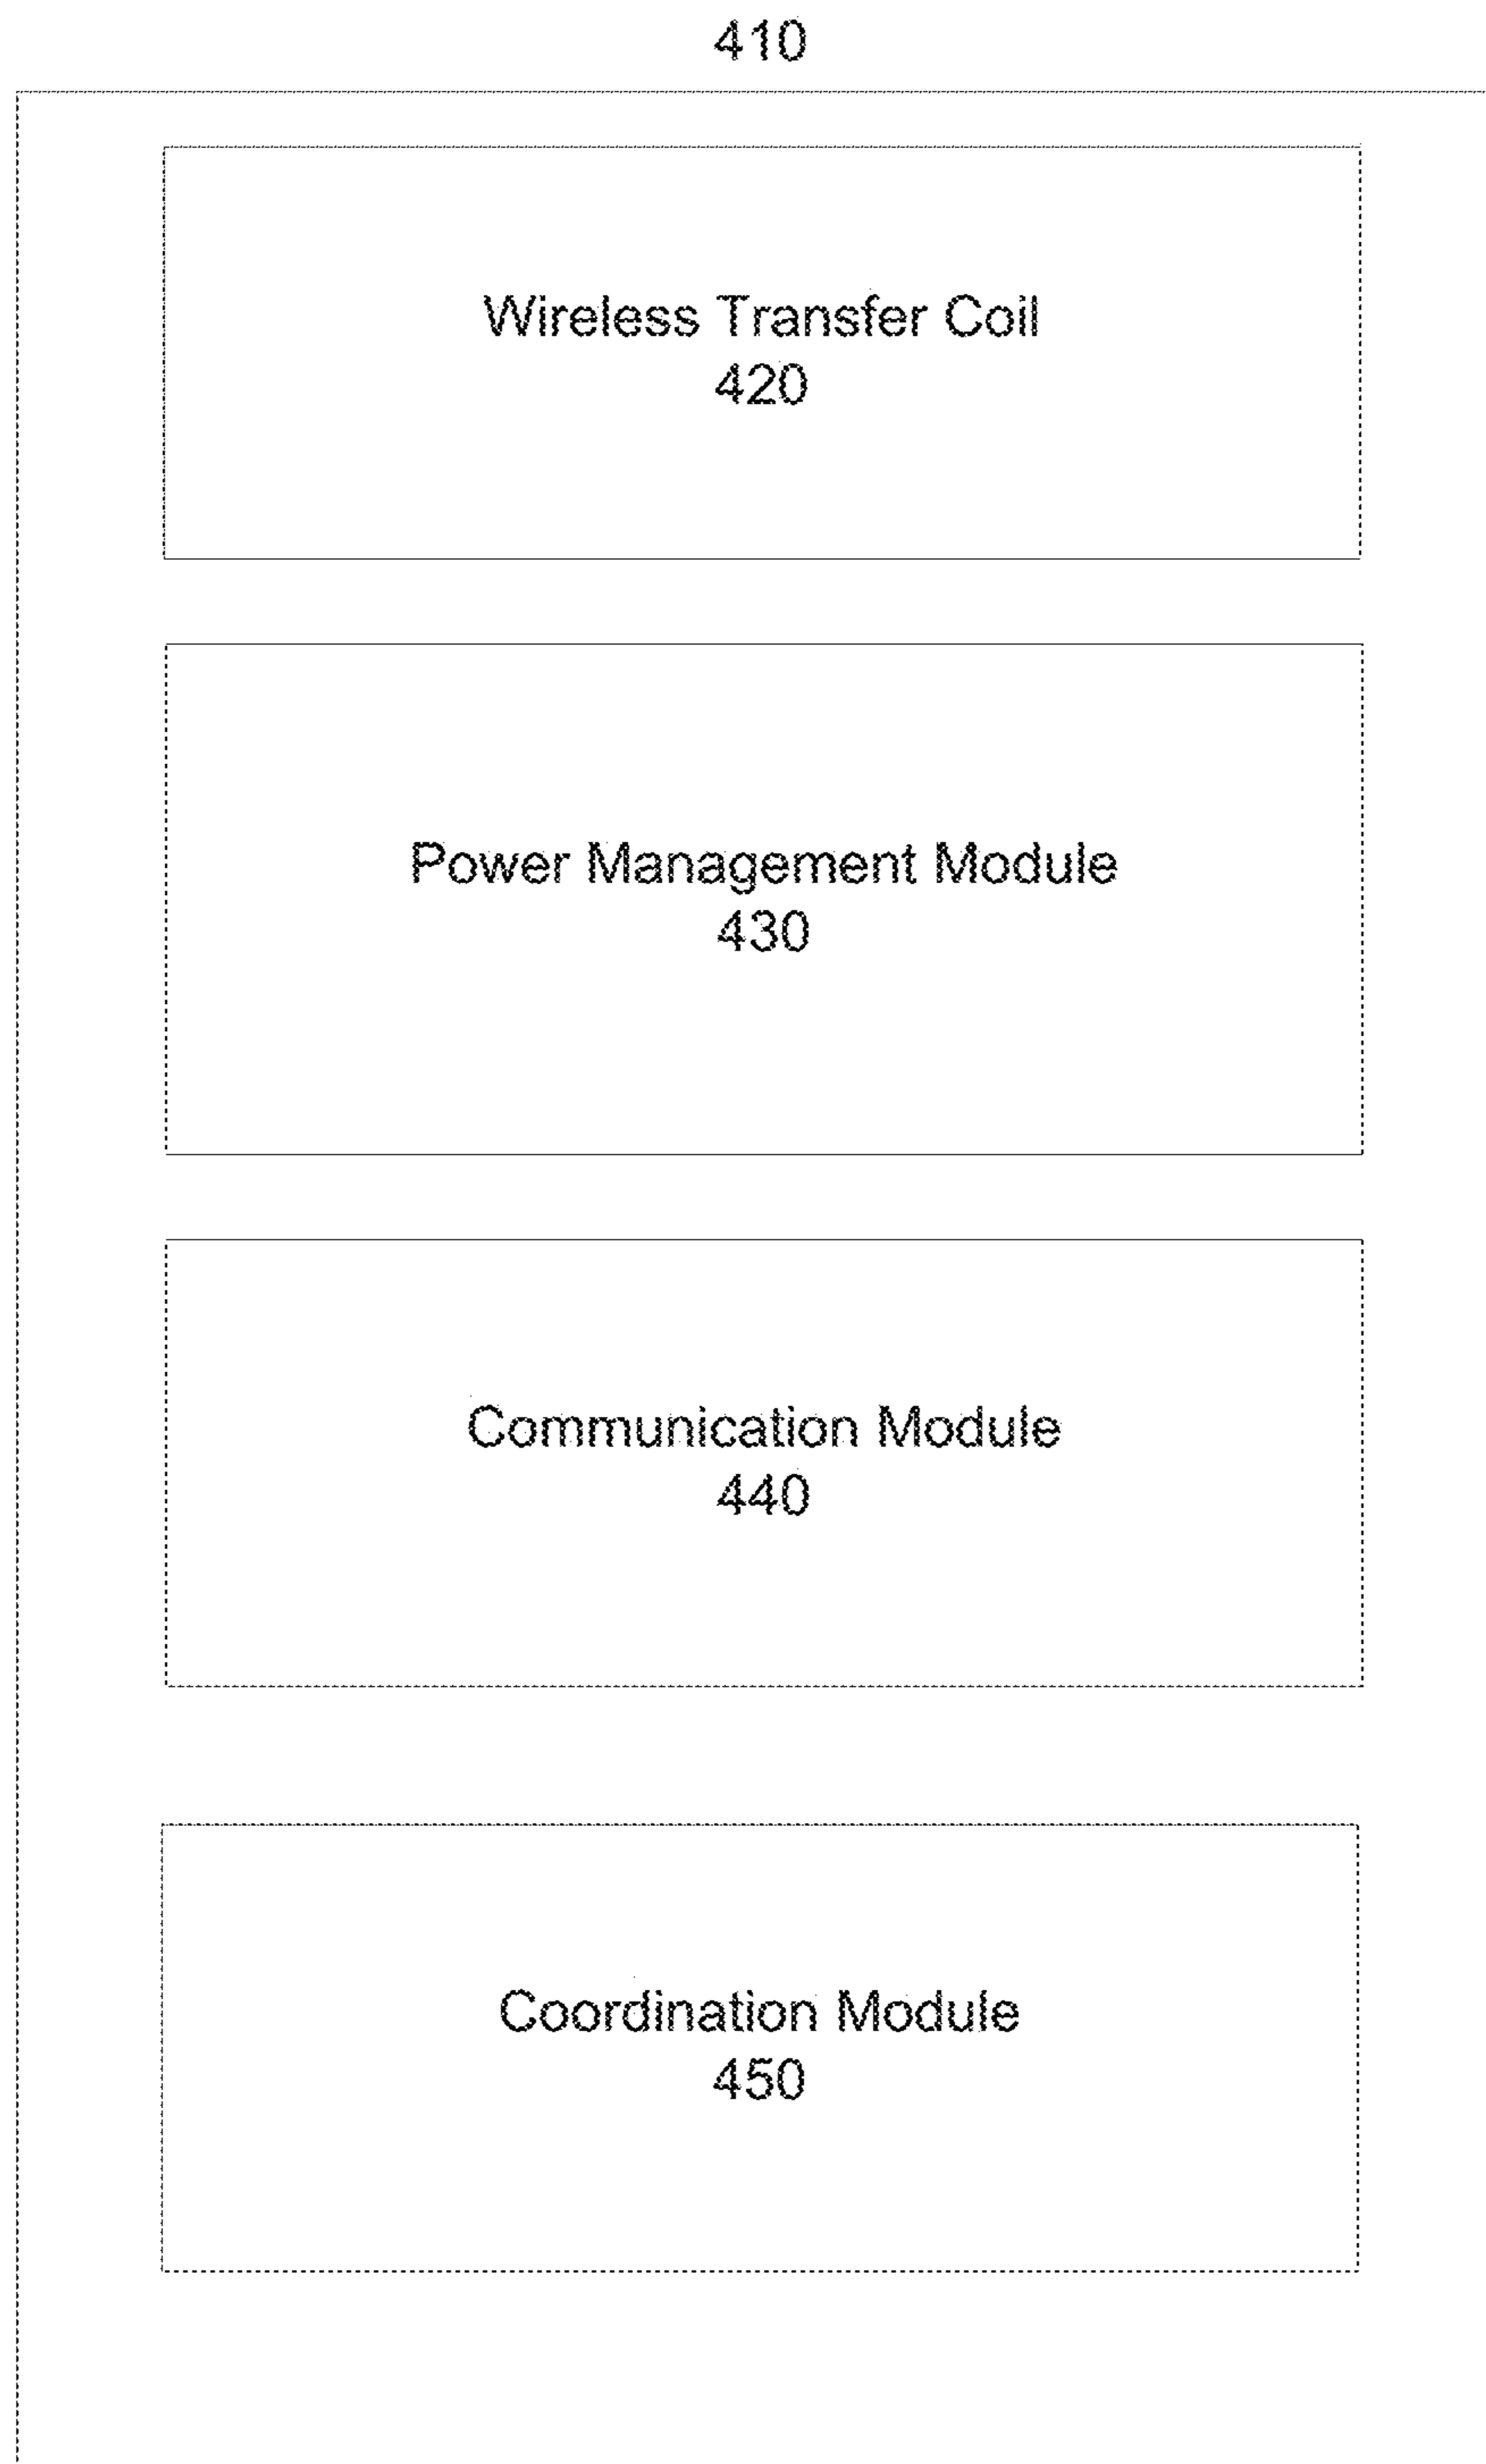 410
Wireless Transfer Coil
420
Power Management Module
430
Communication Module
440
Coordination Module
450